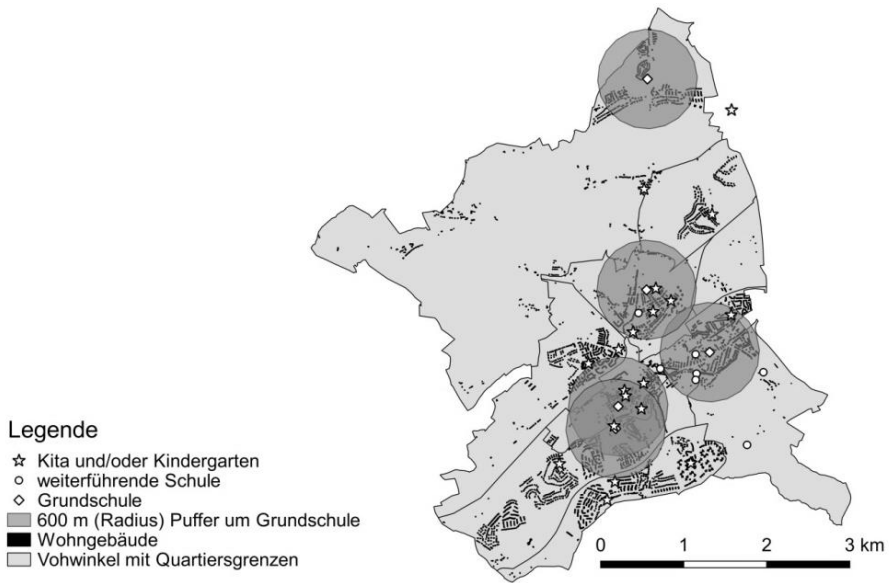 Legende
Kita und/oder Kindergarten
weiterführende Schule
Grundschule
600 m (Radius) Puffer um Grundschule
Wohngebäude
Vohwinkel mit Quartiersgrenzen
0 1 2 3 km